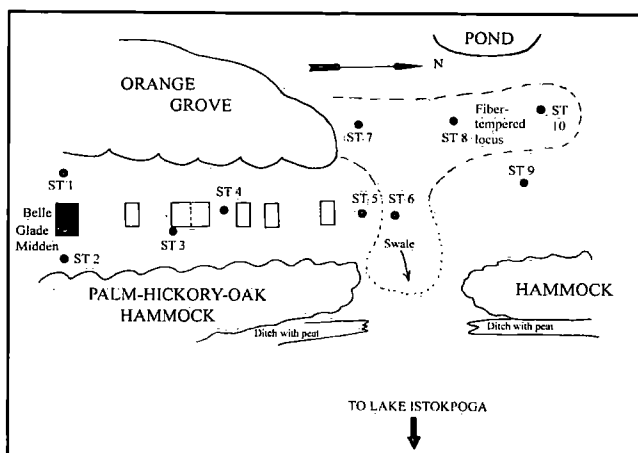 POND
N
ORANGE
GROVE
Fiber-
tempered
locus
ST
10
ST 7
ST 8
ST 9
ST 1
ST 4
ST 5
ST 6
Belle
Glade
Midden
ST 3
ST 2
Swale
PALM-HICKORY-OAK
HAMMOCK
HAMMOCK
Ditch with peat
Ditch with peat
TO LAKE ISTOKPOGA